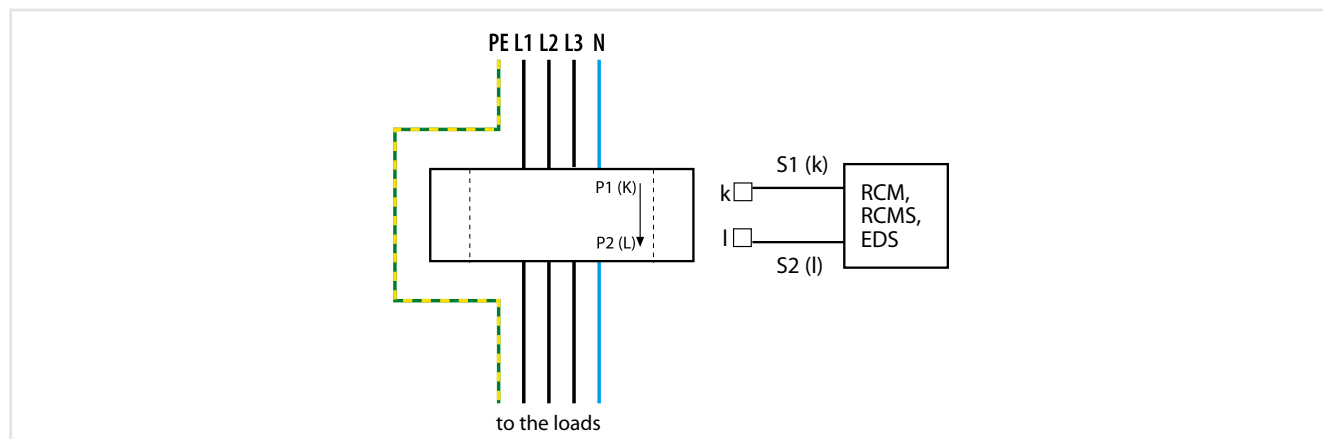 PE L1 L2 L3 N
P1 (K)
P2 (L)
k
l
S1 (k)
S2 (l)
RCM,
RCMS,
EDS
to the loads